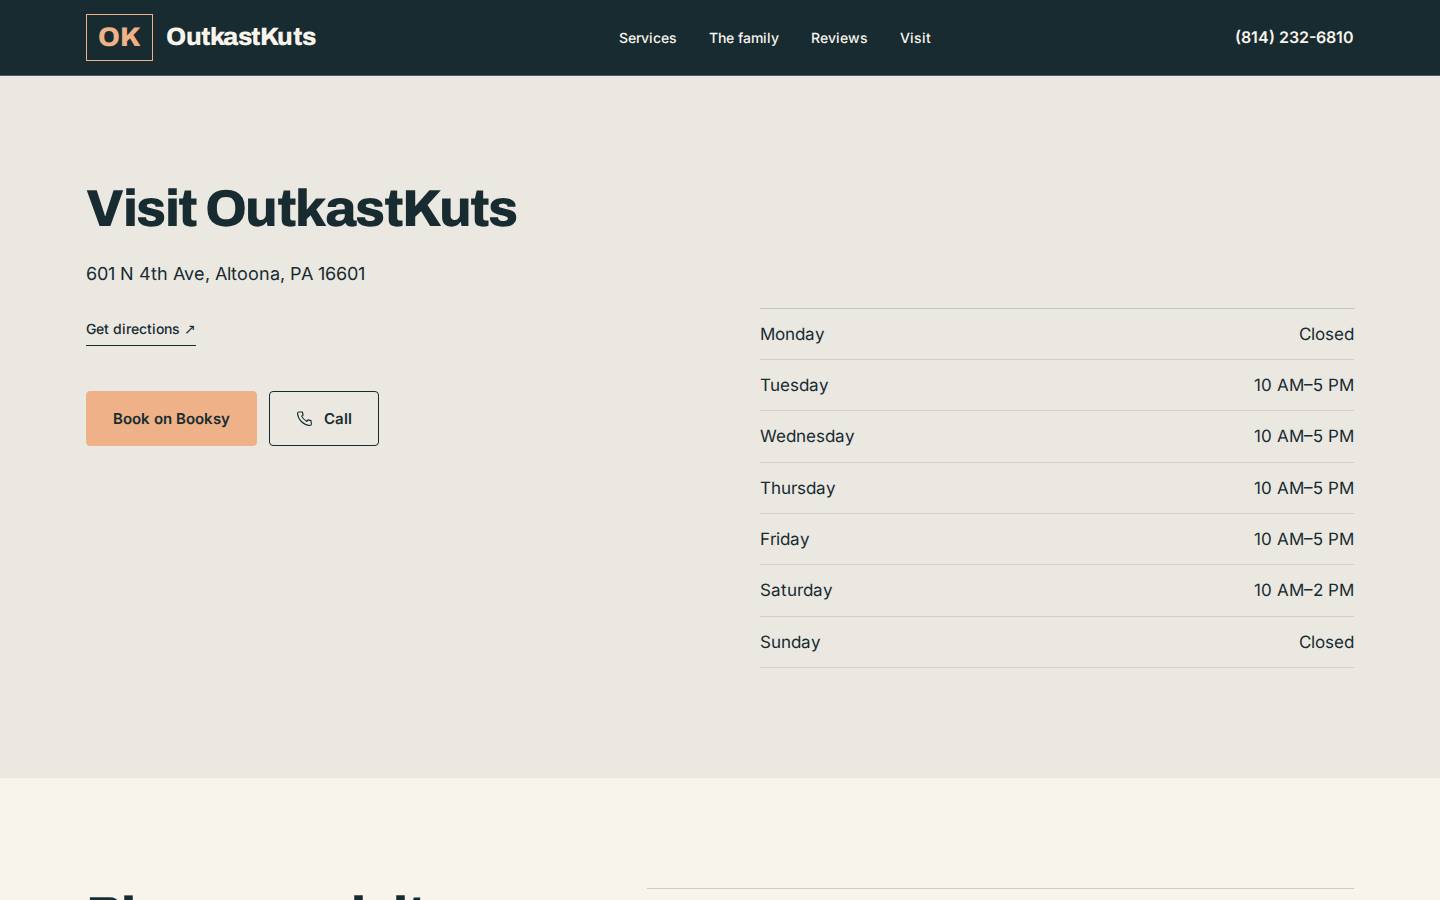 OK OutkastKuts
Services The family Reviews Visit
(814) 232-6810
Visit OutkastKuts
601 N 4th Ave, Altoona, PA 16601
Get directions ↗
Book on Booksy
Call
Monday Closed
Tuesday 10 AM–5 PM
Wednesday 10 AM–5 PM
Thursday 10 AM–5 PM
Friday 10 AM–5 PM
Saturday 10 AM–2 PM
Sunday Closed